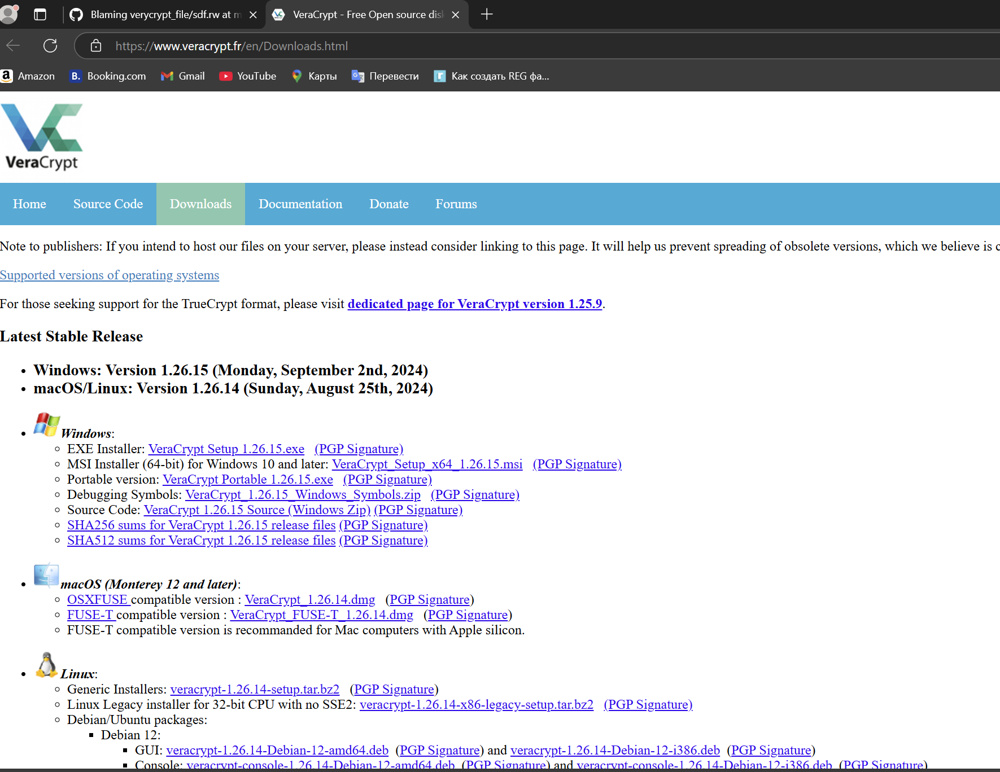 Blaming verycrypt_file/sdf.rw at m
VeraCrypt - Free Open source dis
https://www.veracrypt.fr/en/Downloads.html
Amazon
Booking.com
Gmail
YouTube
Карты
Перевести
Как создать REG фа...
VeraCrypt
Home
Source Code
Downloads
Documentation
Donate
Forums
Note to publishers: If you intend to host our files on your server, please instead consider linking to this page. It will help us prevent spreading of obsolete versions, which we believe is c
Supported versions of operating systems
For those seeking support for the TrueCrypt format, please visit dedicated page for VeraCrypt version 1.25.9.
Latest Stable Release
Windows: Version 1.26.15 (Monday, September 2nd, 2024)
macOS/Linux: Version 1.26.14 (Sunday, August 25th, 2024)
Windows:
EXE Installer: VeraCrypt Setup 1.26.15.exe (PGP Signature)
MSI Installer (64-bit) for Windows 10 and later: VeraCrypt_Setup_x64_1.26.15.msi (PGP Signature)
Portable version: VeraCrypt Portable 1.26.15.exe (PGP Signature)
Debugging Symbols: VeraCrypt_1.26.15_Windows_Symbols.zip (PGP Signature)
Source Code: VeraCrypt 1.26.15 Source (Windows Zip) (PGP Signature)
SHA256 sums for VeraCrypt 1.26.15 release files (PGP Signature)
SHA512 sums for VeraCrypt 1.26.15 release files (PGP Signature)
macOS (Monterey 12 and later):
OSXFUSE compatible version : VeraCrypt_1.26.14.dmg (PGP Signature)
FUSE-T compatible version : VeraCrypt_FUSE-T_1.26.14.dmg (PGP Signature)
FUSE-T compatible version is recommanded for Mac computers with Apple silicon.
Linux:
Generic Installers: veracrypt-1.26.14-setup.tar.bz2 (PGP Signature)
Linux Legacy installer for 32-bit CPU with no SSE2: veracrypt-1.26.14-x86-legacy-setup.tar.bz2 (PGP Signature)
Debian/Ubuntu packages:
Debian 12:
GUI: veracrypt-1.26.14-Debian-12-amd64.deb (PGP Signature) and veracrypt-1.26.14-Debian-12-i386.deb (PGP Signature)
Console: veracrypt-console-1.26.14-Debian-12-amd64.deb (PGP Signature) and veracrypt-console-1.26.14-Debian-12-i386.deb (PGP Signature)